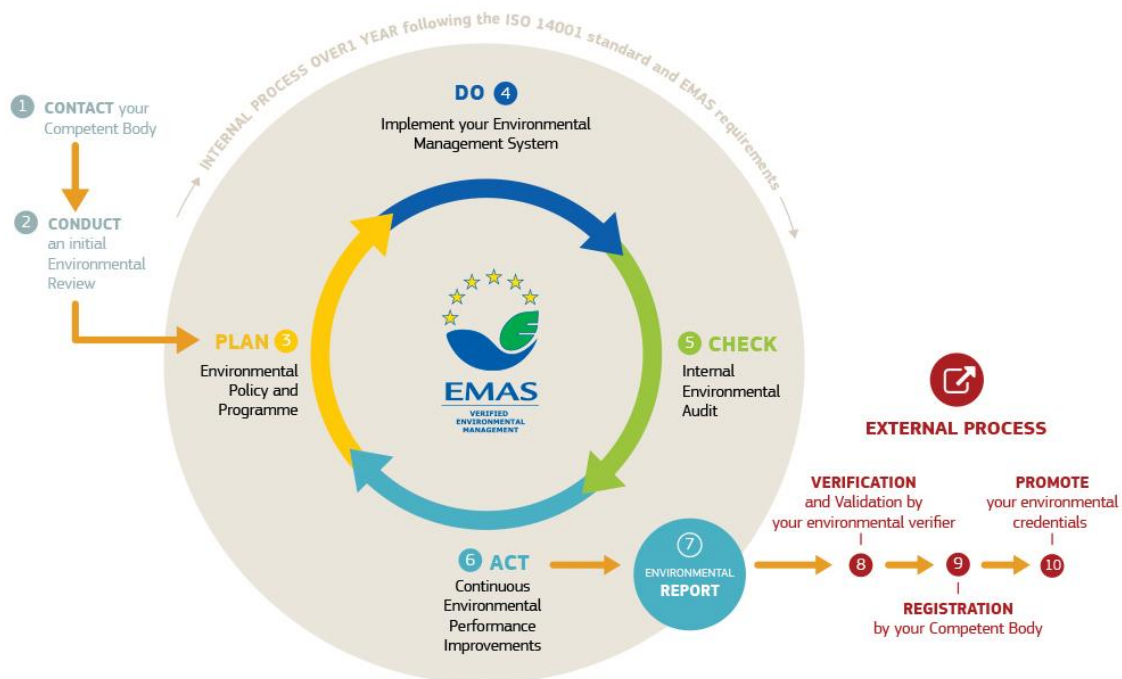 INTERNAL PROCESS OVER1 YEAR following the ISO 14001 standard and EMAS requirements
1 CONTACT your
Competent Body
2 CONDUCT
an initial
Environmental
Review
PLAN 3
Environmental
Policy and
Programme
DO 4
Implement your Environmental
Management System
EMAS
VERIFIED
ENVIRONMENTAL
MANAGEMENT
5 CHECK
Internal
Environmental
Audit
6 ACT
Continuous
Environmental
Performance
Improvements
7
ENVIRONMENTAL
REPORT
EXTERNAL PROCESS
VERIFICATION
and Validation by
your environmental verifier
8
9
REGISTRATION
by your Competent Body
PROMOTE
your environmental
credentials
10